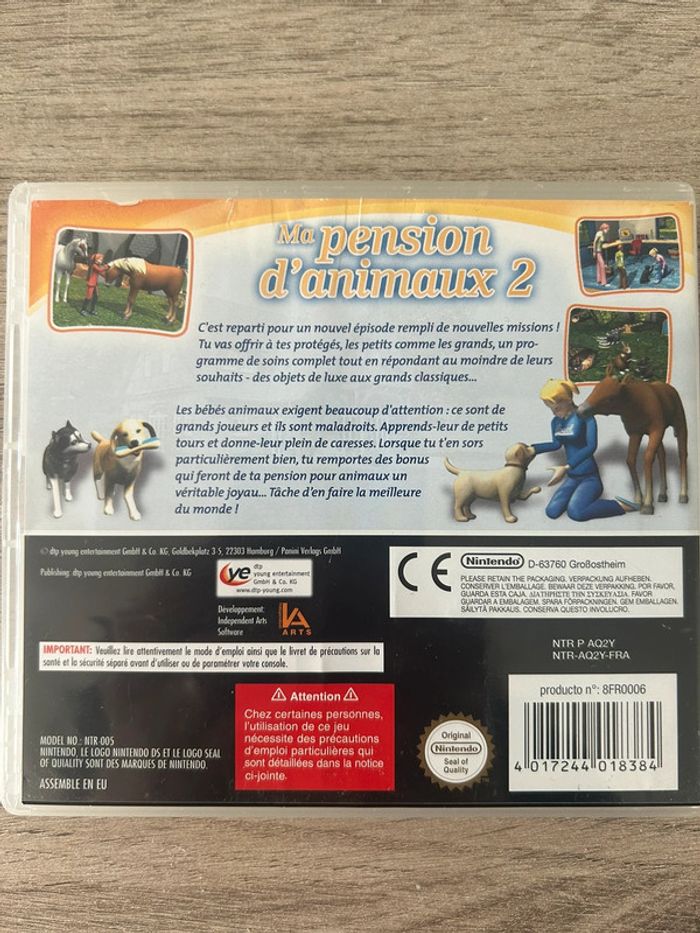 Ma pension
d'animaux 2
C'est reparti pour un nouvel épisode rempli de nouvelles missions !
Tu vas offrir à tes protégés, les petits comme les grands, un pro-
gramme de soins complet tout en répondant au moindre de leurs
souhaits - des objets de luxe aux grands classiques...
Les bébés animaux exigent beaucoup d'attention : ce sont de
grands joueurs et ils sont maladroits. Apprends-leur de petits
tours et donne-leur plein de caresses. Lorsque tu t'en sors
particulièrement bien, tu remportes des bonus
qui feront de ta pension pour animaux un
véritable joyau... Tâche d'en faire la meilleure
du monde !
© dtp young entertainment GmbH & Co. KG, Goldbekplatz 3-5, 22303 Hamburg / Panini Verlags GmbH
Publishing: dtp young entertainment GmbH & Co. KG
ye
dtp
young entertainment
GmbH & Co. KG
www.dtp-young.com
Développement:
Independent Arts
Software
IA
ARTS
CE
Nintendo D-63760 Großostheim
PLEASE RETAIN THE PACKAGING. VERPACKUNG AUFHEBEN.
CONSERVER L'EMBALLAGE. BEWAAR DEZE VERPAKKING. POR FAVOR,
GUARDA ESTA CAJA. ΔΙΑΤΗΡΗΣΤΕ ΤΗΝ ΣΥΣΚΕΥΑΣΙΑ. FAVOR
GUARDAR A EMBALAGEM. SPARA FÖRPACKNINGEN. GEM EMBALLAGEN.
SÄILYTÄ PAKKAUS. CONSERVA QUESTO INVOLUCRO.
IMPORTANT: Veuillez lire attentivement le mode d'emploi ainsi que le livret de précautions sur la
santé et la sécurité séparé avant d'utiliser ou de paramétrer votre console.
NTR P AQ2Y
NTR-AQ2Y-FRA
Attention
Chez certaines personnes,
l'utilisation de ce jeu
nécessite des précautions
d'emploi particulières qui
sont détaillées dans la notice
ci-jointe.
producto n°: 8FR0006
4 017244 018384
Original
Nintendo
Seal of
Quality
MODEL NO.: NTR-005
NINTENDO, LE LOGO NINTENDO DS ET LE LOGO SEAL
OF QUIALITY SONT DES MARQUES DE NINTENDO.
ASSEMBLE EN EU